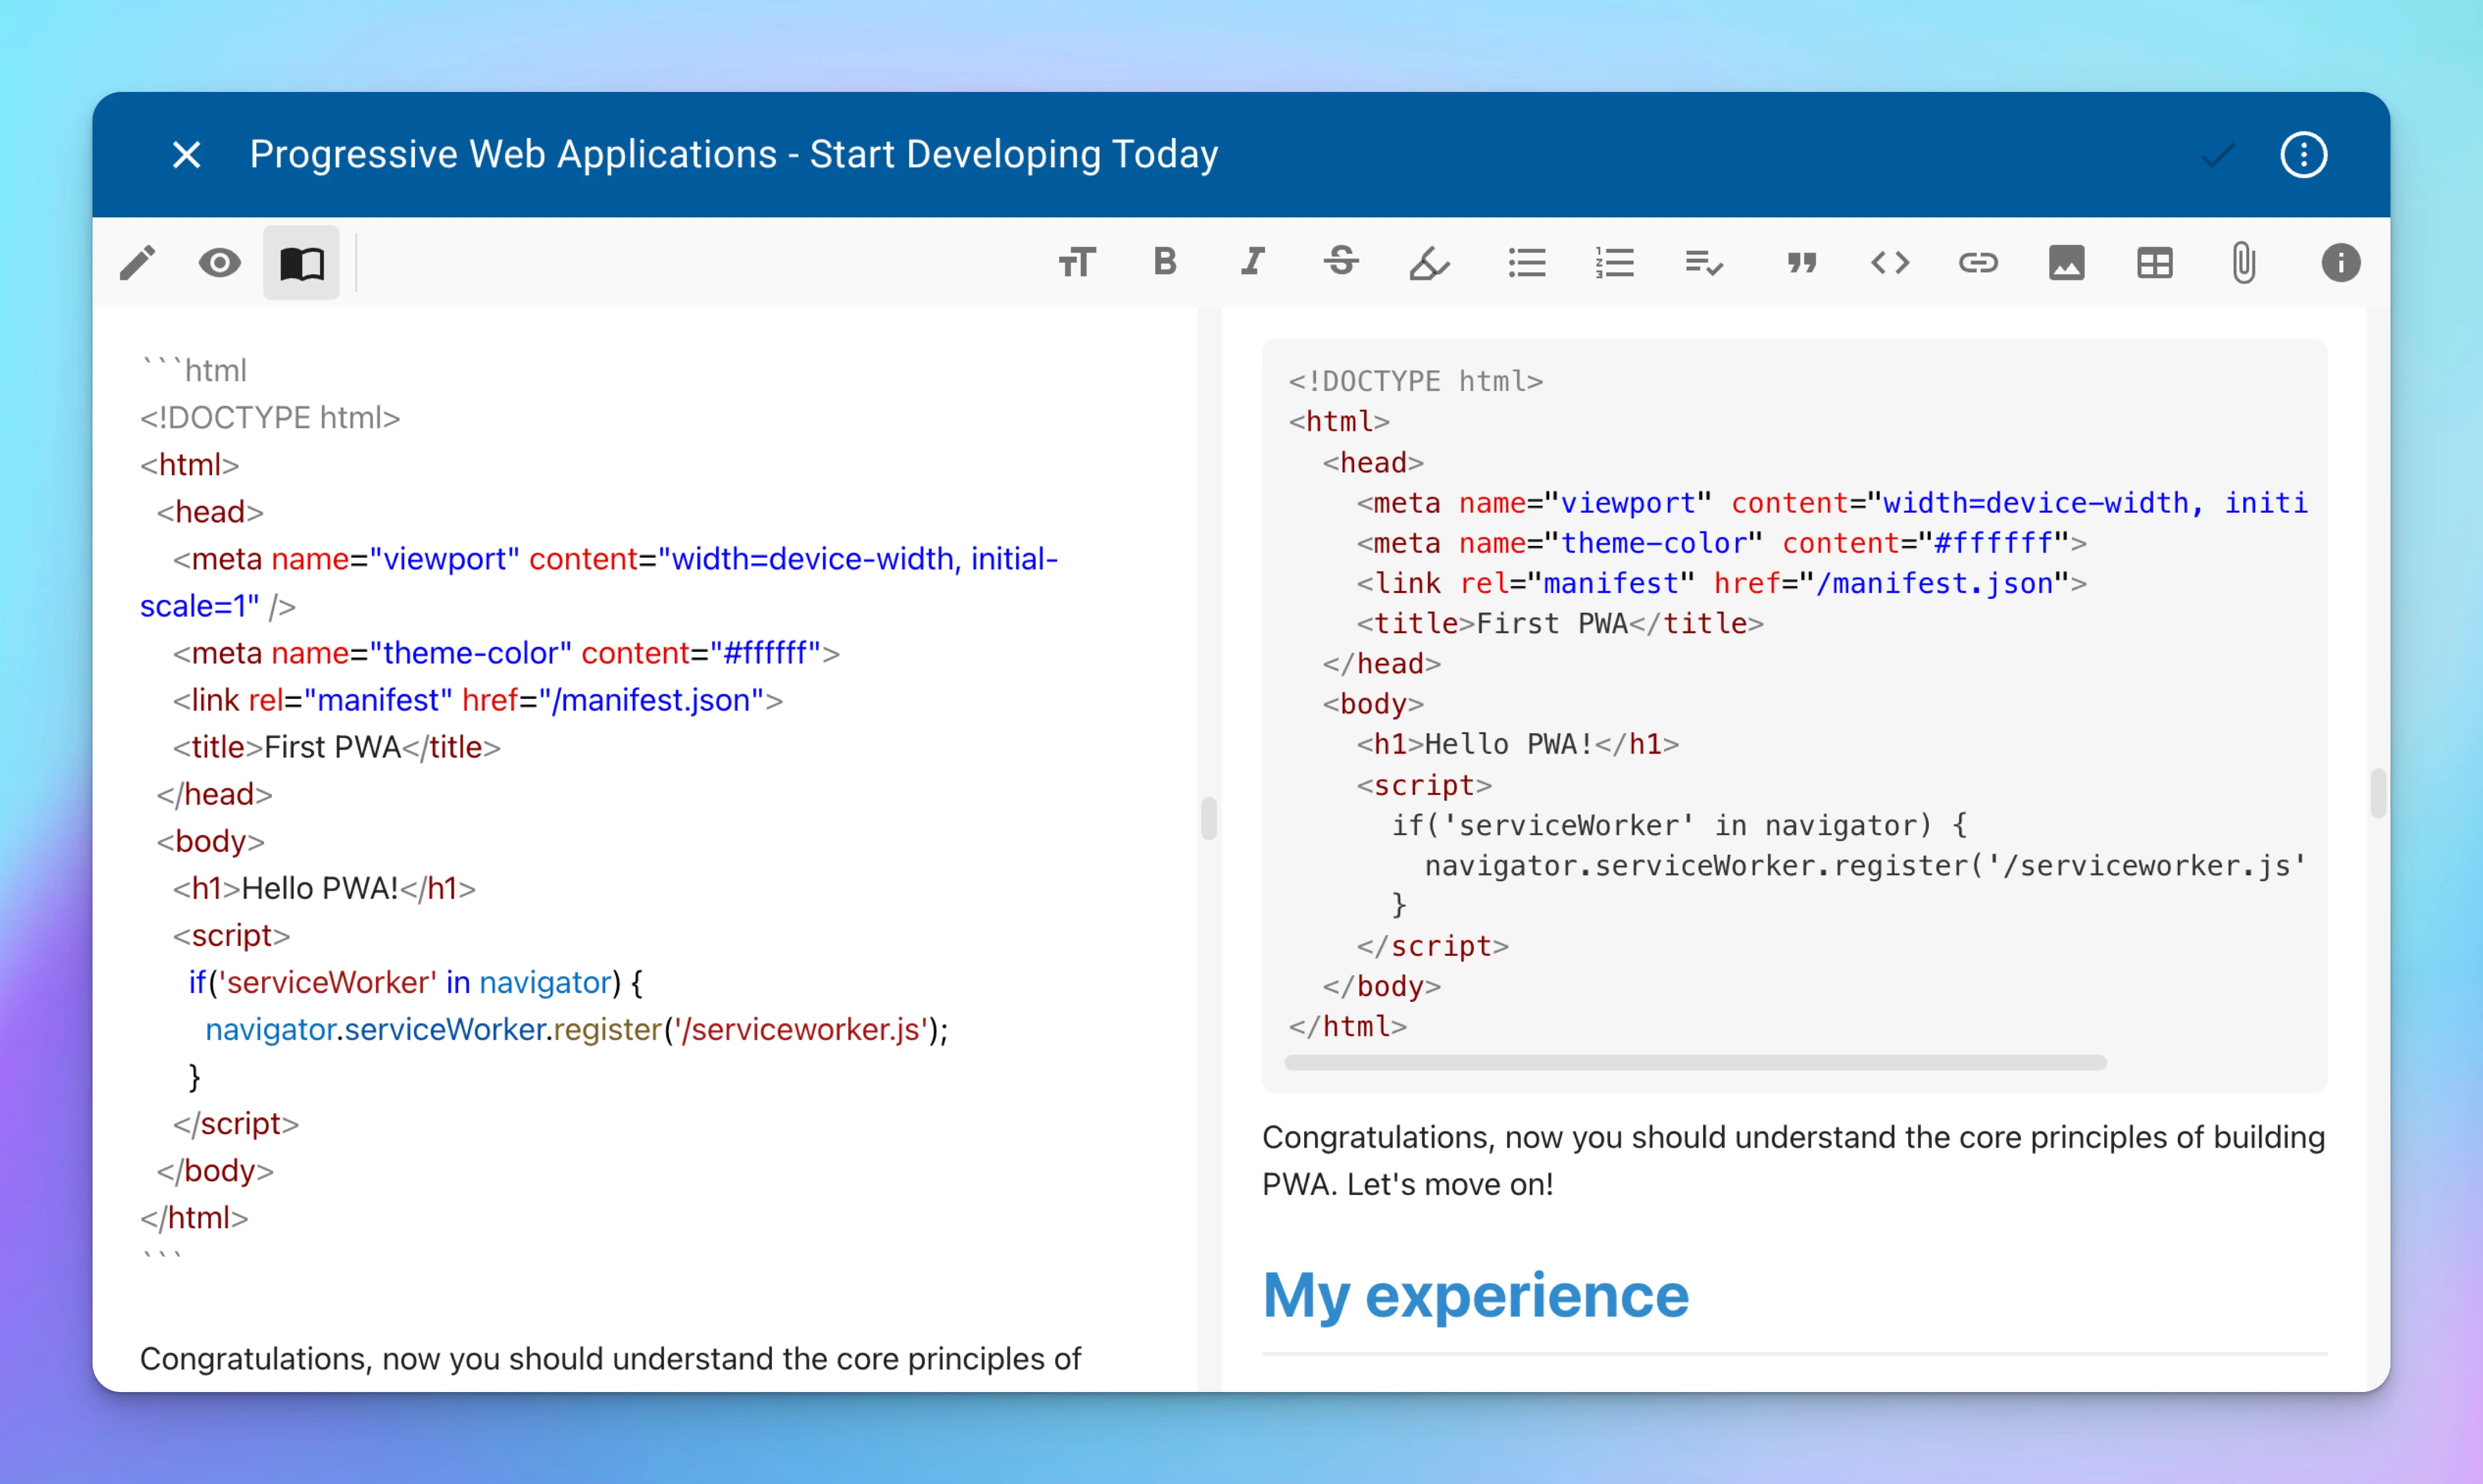 Progressive Web Applications - Start Developing Today
```html
<!DOCTYPE html>
<html>
  <head>
    <meta name="viewport" content="width=device-width, initial-
scale=1" />
    <meta name="theme-color" content="#ffffff">
    <link rel="manifest" href="/manifest.json">
    <title>First PWA</title>
  </head>
  <body>
    <h1>Hello PWA!</h1>
    <script>
      if('serviceWorker' in navigator) {
        navigator.serviceWorker.register('/serviceworker.js');
      }
    </script>
  </body>
</html>
```
Congratulations, now you should understand the core principles of
<!DOCTYPE html>
<html>
  <head>
    <meta name="viewport" content="width=device-width, initi
    <meta name="theme-color" content="#ffffff">
    <link rel="manifest" href="/manifest.json">
    <title>First PWA</title>
  </head>
  <body>
    <h1>Hello PWA!</h1>
    <script>
      if('serviceWorker' in navigator) {
        navigator.serviceWorker.register('/serviceworker.js'
      }
    </script>
  </body>
</html>
Congratulations, now you should understand the core principles of building
PWA. Let's move on!
My experience